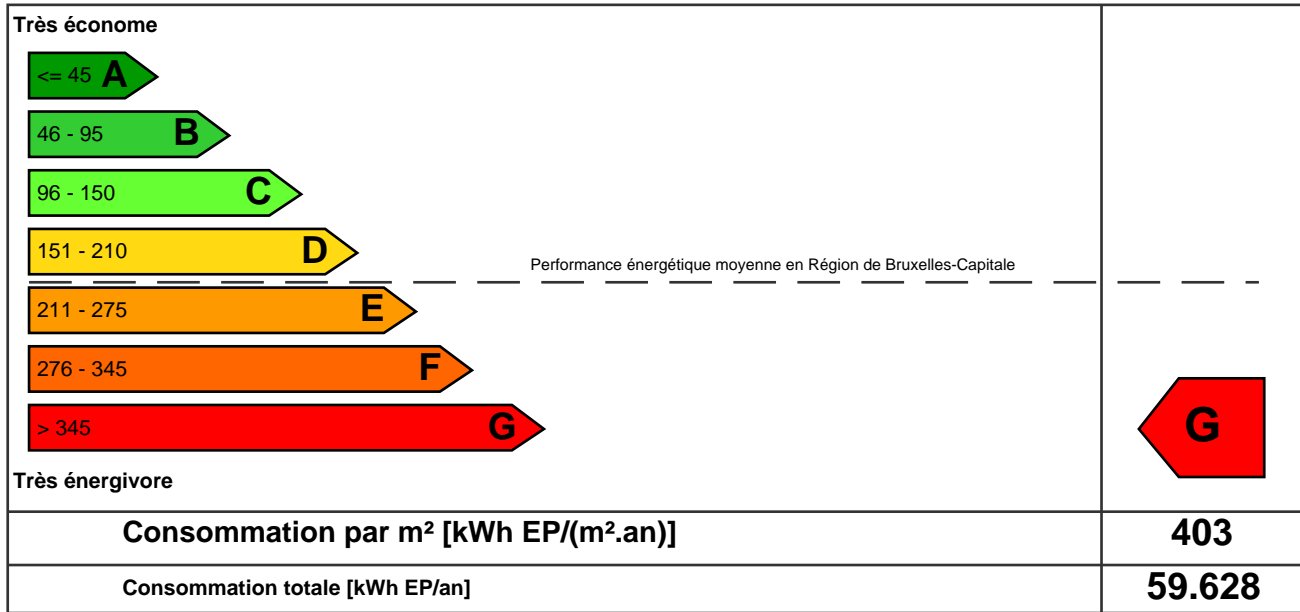 Très économe
<= 45 A
46 - 95 B
96 - 150 C
151 - 210 D
Performance énergétique moyenne en Région de Bruxelles-Capitale
211 - 275 E
276 - 345 F
> 345 G
G
Très énergivore
Consommation par m² [kWh EP/(m².an)] 403
Consommation totale [kWh EP/an] 59.628